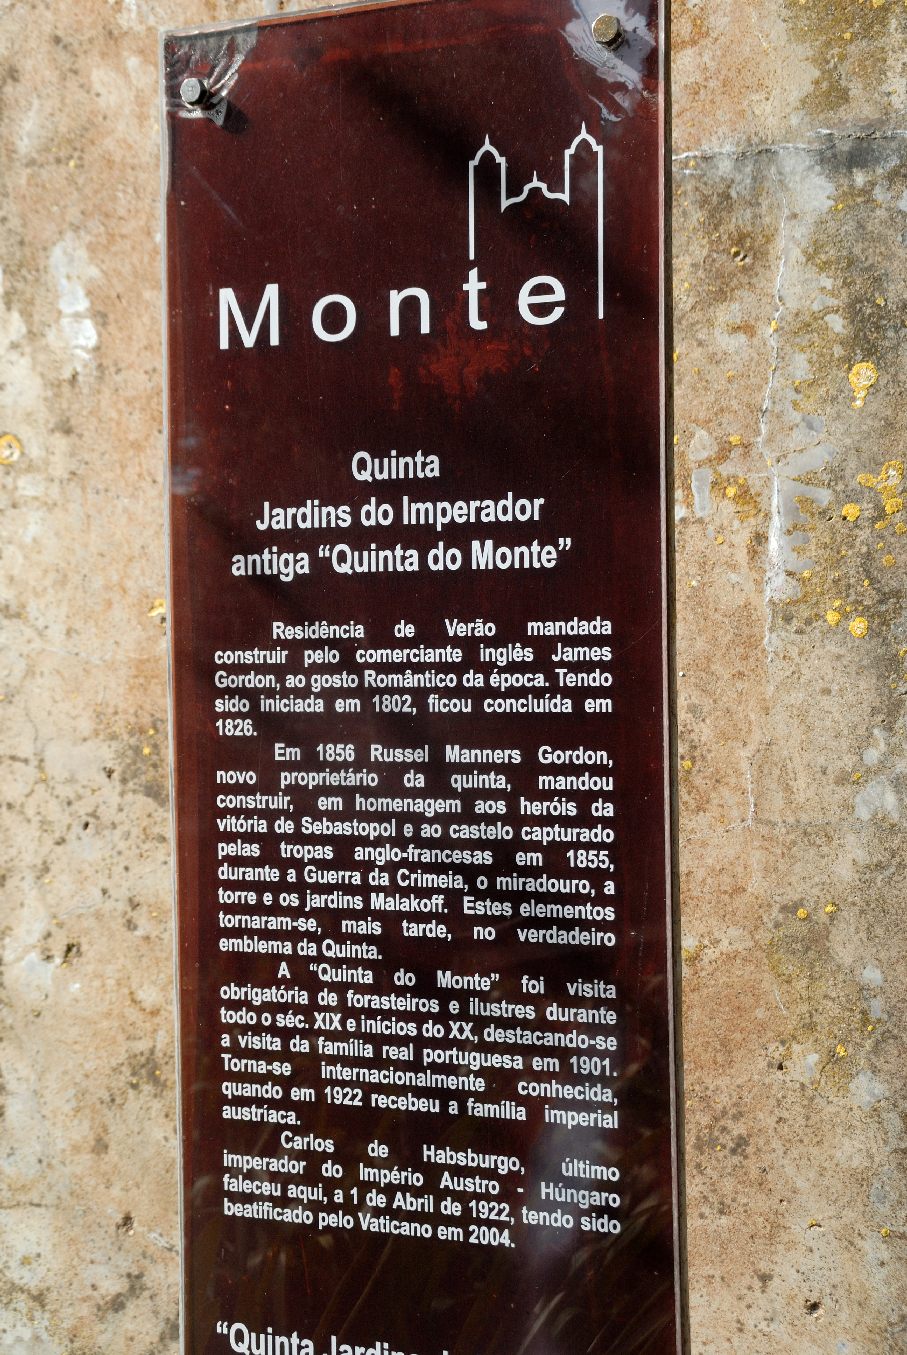 Monte
Quinta
Jardins do Imperador
antiga “Quinta do Monte”
Residência de Verão mandada
construir pelo comerciante inglês James
Gordon, ao gosto Romântico da época. Tendo
sido iniciada em 1802, ficou concluída em
1826.
Em 1856 Russel Manners Gordon,
novo proprietário da quinta, mandou
construir, em homenagem aos heróis da
vitória de Sebastopol e ao castelo capturado
pelas tropas anglo-francesas em 1855,
durante a Guerra da Crimeia, o miradouro, a
torre e os jardins Malakoff. Estes elementos
tornaram-se, mais tarde, no verdadeiro
emblema da Quinta.
A “Quinta do Monte” foi visita
obrigatória de forasteiros e ilustres durante
todo o séc. XIX e inícios do XX, destacando-se
a visita da família real portuguesa em 1901.
Torna-se internacionalmente conhecida,
quando em 1922 recebeu a família imperial
austríaca.
Carlos de Habsburgo, último
imperador do Império Austro - Húngaro
faleceu aqui, a 1 de Abril de 1922, tendo sido
beatificado pelo Vaticano em 2004.
“Quinta Jardins